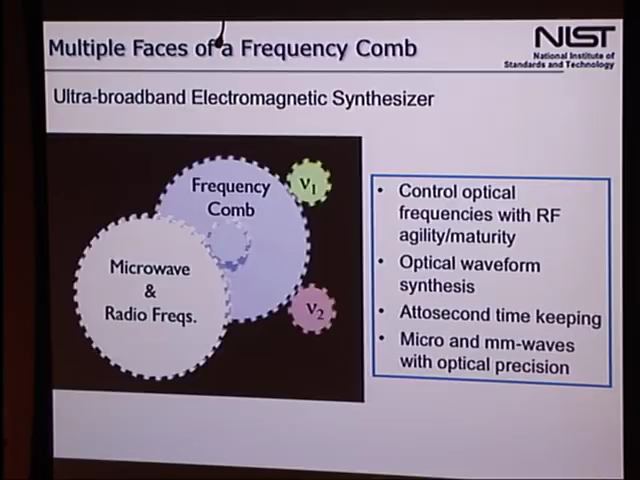 Multiple Faces of a Frequency Comb
NIST
National Institute of
Standards and Technology
Ultra-broadband Electromagnetic Synthesizer
Frequency
Comb
ν1
Microwave
&
Radio Freqs.
ν2
• Control optical
frequencies with RF
agility/maturity
• Optical waveform
synthesis
• Attosecond time keeping
• Micro and mm-waves
with optical precision